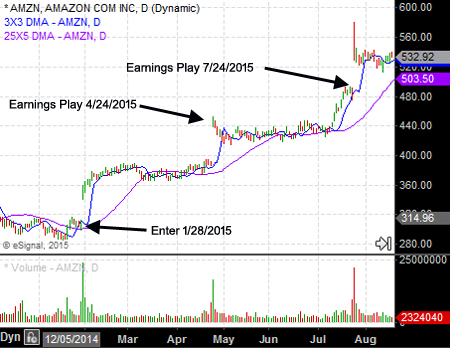 * AMZN, AMAZON COM INC, D (Dynamic)
3X3 DMA - AMZN, D
25X5 DMA - AMZN, D
600.00
560.00
532.92
520.00
503.50
480.00
440.00
400.00
360.00
314.96
280.00
Earnings Play 7/24/2015
Earnings Play 4/24/2015
Enter 1/28/2015
© eSignal, 2015
* Volume - AMZN, D
25000000
2324040
Dyn
12/05/2014
Mar
Apr
May
Jun
Jul
Aug